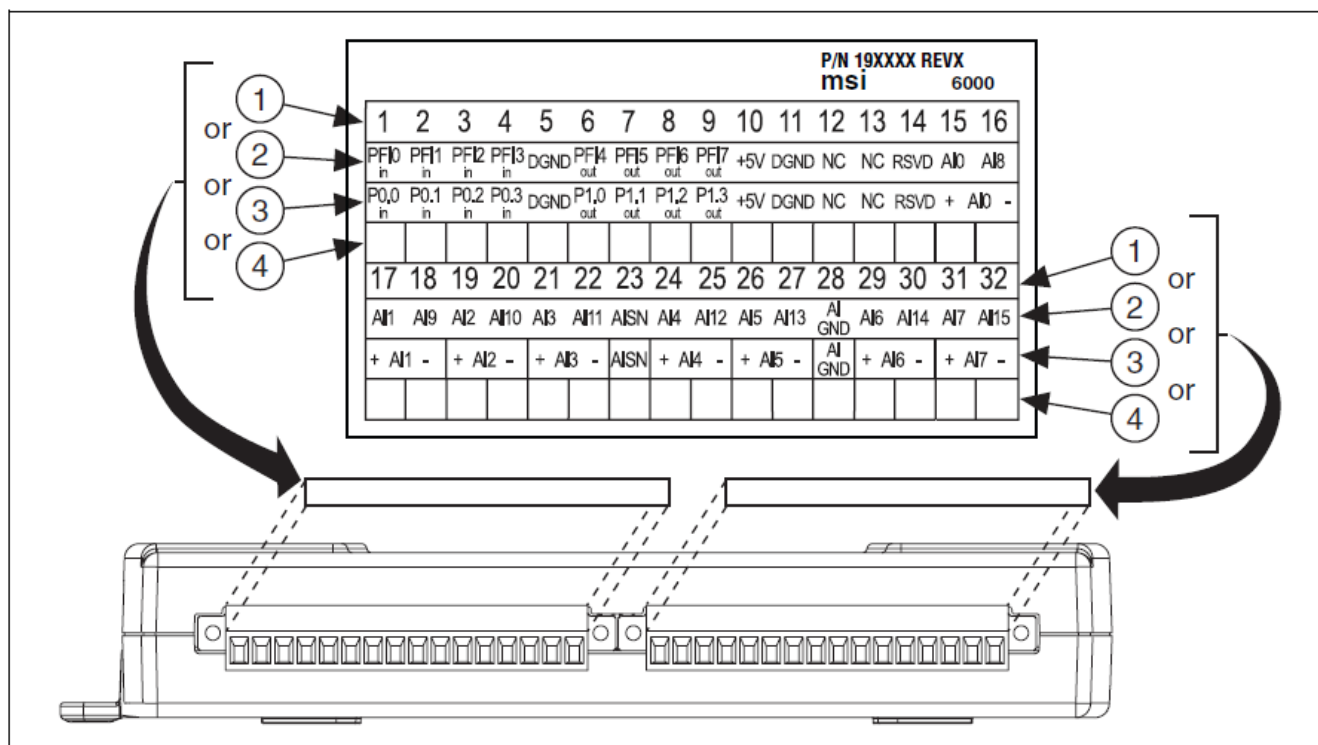 P/N 19XXXX REVX
msi 6000
1 2 3 4 5 6 7 8 9 10 11 12 13 14 15 16
PFI0 in PFI1 in PFI2 in PFI3 in DGND PFI4 out PFI5 out PFI6 out PFI7 out +5V DGND NC NC RSVD AI0 AI8
P0.0 in P0.1 in P0.2 in P0.3 in DGND P1.0 out P1.1 out P1.2 out P1.3 out +5V DGND NC NC RSVD + AI0 -
17 18 19 20 21 22 23 24 25 26 27 28 29 30 31 32
AI1 AI9 AI2 AI10 AI3 AI11 AISN AI4 AI12 AI5 AI13 AI GND AI6 AI14 AI7 AI15
+ AI1 - + AI2 - + AI3 - AISN + AI4 - + AI5 - AI GND + AI6 - + AI7 -
1
or
2
or
3
or
4
1
or
2
or
3
or
4